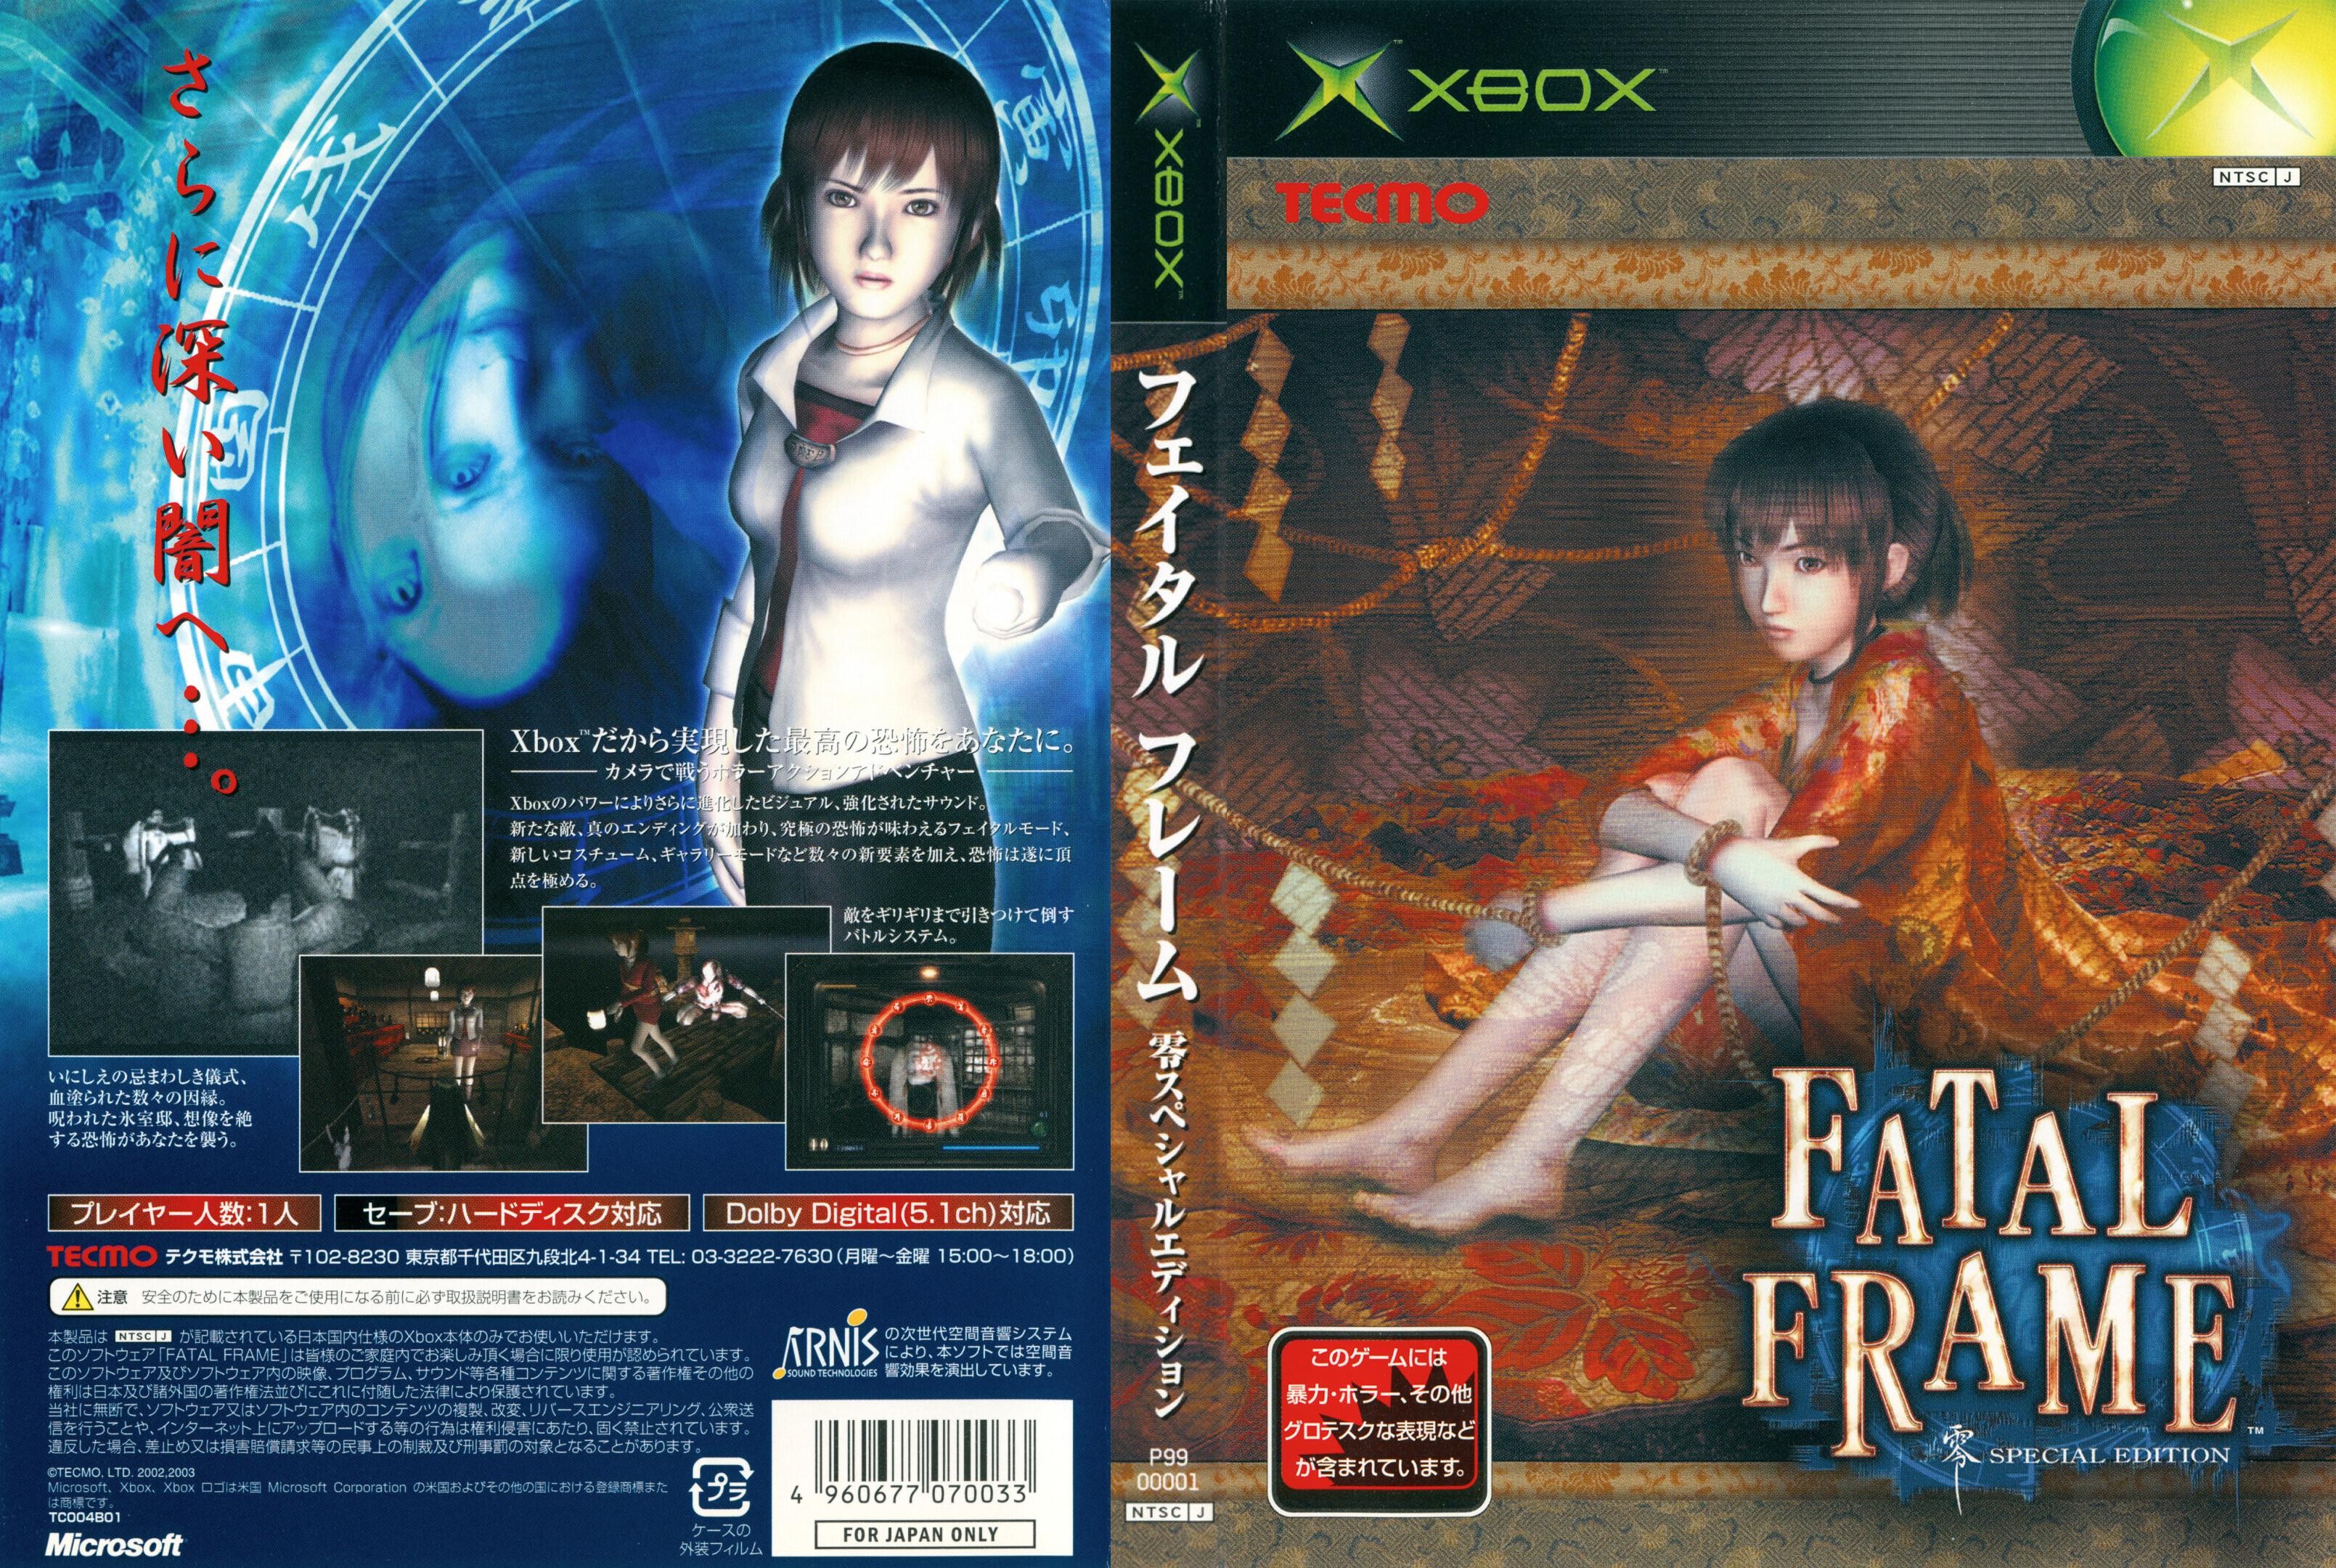 さらに深い闇へ…。
Xbox™だから実現した最高の恐怖をあなたに。
カメラで戦うホラーアクションアドベンチャー
Xboxのパワーによりさらに進化したビジュアル、強化されたサウンド。
新たな敵、真のエンディングが加わり、究極の恐怖が味わえるフェイタルモード、
新しいコスチューム、ギャラリーモードなど数々の新要素を加え、恐怖は遂に頂
点を極める。
敵をギリギリまで引きつけて倒す
バトルシステム。
いにしえの忌まわしき儀式、
血塗られた数々の因縁。
呪われた氷室邸、想像を絶
する恐怖があなたを襲う。
プレイヤー人数:1人
セーブ:ハードディスク対応
Dolby Digital(5.1ch)対応
TECMO テクモ株式会社 〒102-8230 東京都千代田区九段北4-1-34 TEL: 03-3222-7630(月曜〜金曜 15:00〜18:00)
注意 安全のために本製品をご使用になる前に必ず取扱説明書をお読みください。
本製品は NTSC J が記載されている日本国内仕様のXbox本体のみでお使いいただけます。
このソフトウェア「FATAL FRAME」は皆様のご家庭内でお楽しみ頂く場合に限り使用が認められています。
このソフトウェア及びソフトウェア内の映像、プログラム、サウンド等各種コンテンツに関する著作権その他の
権利は日本及び諸外国の著作権法並びにこれに付随した法律により保護されています。
当社に無断で、ソフトウェア又はソフトウェア内のコンテンツの複製、改変、リバースエンジニアリング、公衆送
信を行うことや、インターネット上にアップロードする等の行為は権利侵害にあたり、固く禁止されています。
違反した場合、差止め又は損害賠償請求等の民事上の制裁及び刑事罰の対象となることがあります。
©TECMO, LTD. 2002,2003
Microsoft、Xbox、Xbox ロゴは米国 Microsoft Corporation の米国およびその他の国における登録商標また
は商標です。
TC004B01
Microsoft
ARNIS
SOUND TECHNOLOGIES
の次世代空間音響システム
により、本ソフトでは空間音
響効果を演出しています。
プラ
ケースの
外装フィルム
4 960677 070033
FOR JAPAN ONLY
XBOX™
フェイタル フレーム 零スペシャルエディション
P99
00001
NTSC J
XBOX™
TECMO
NTSC J
FATAL
FRAME™
零 SPECIAL EDITION
このゲームには
暴力・ホラー、その他
グロテスクな表現など
が含まれています。